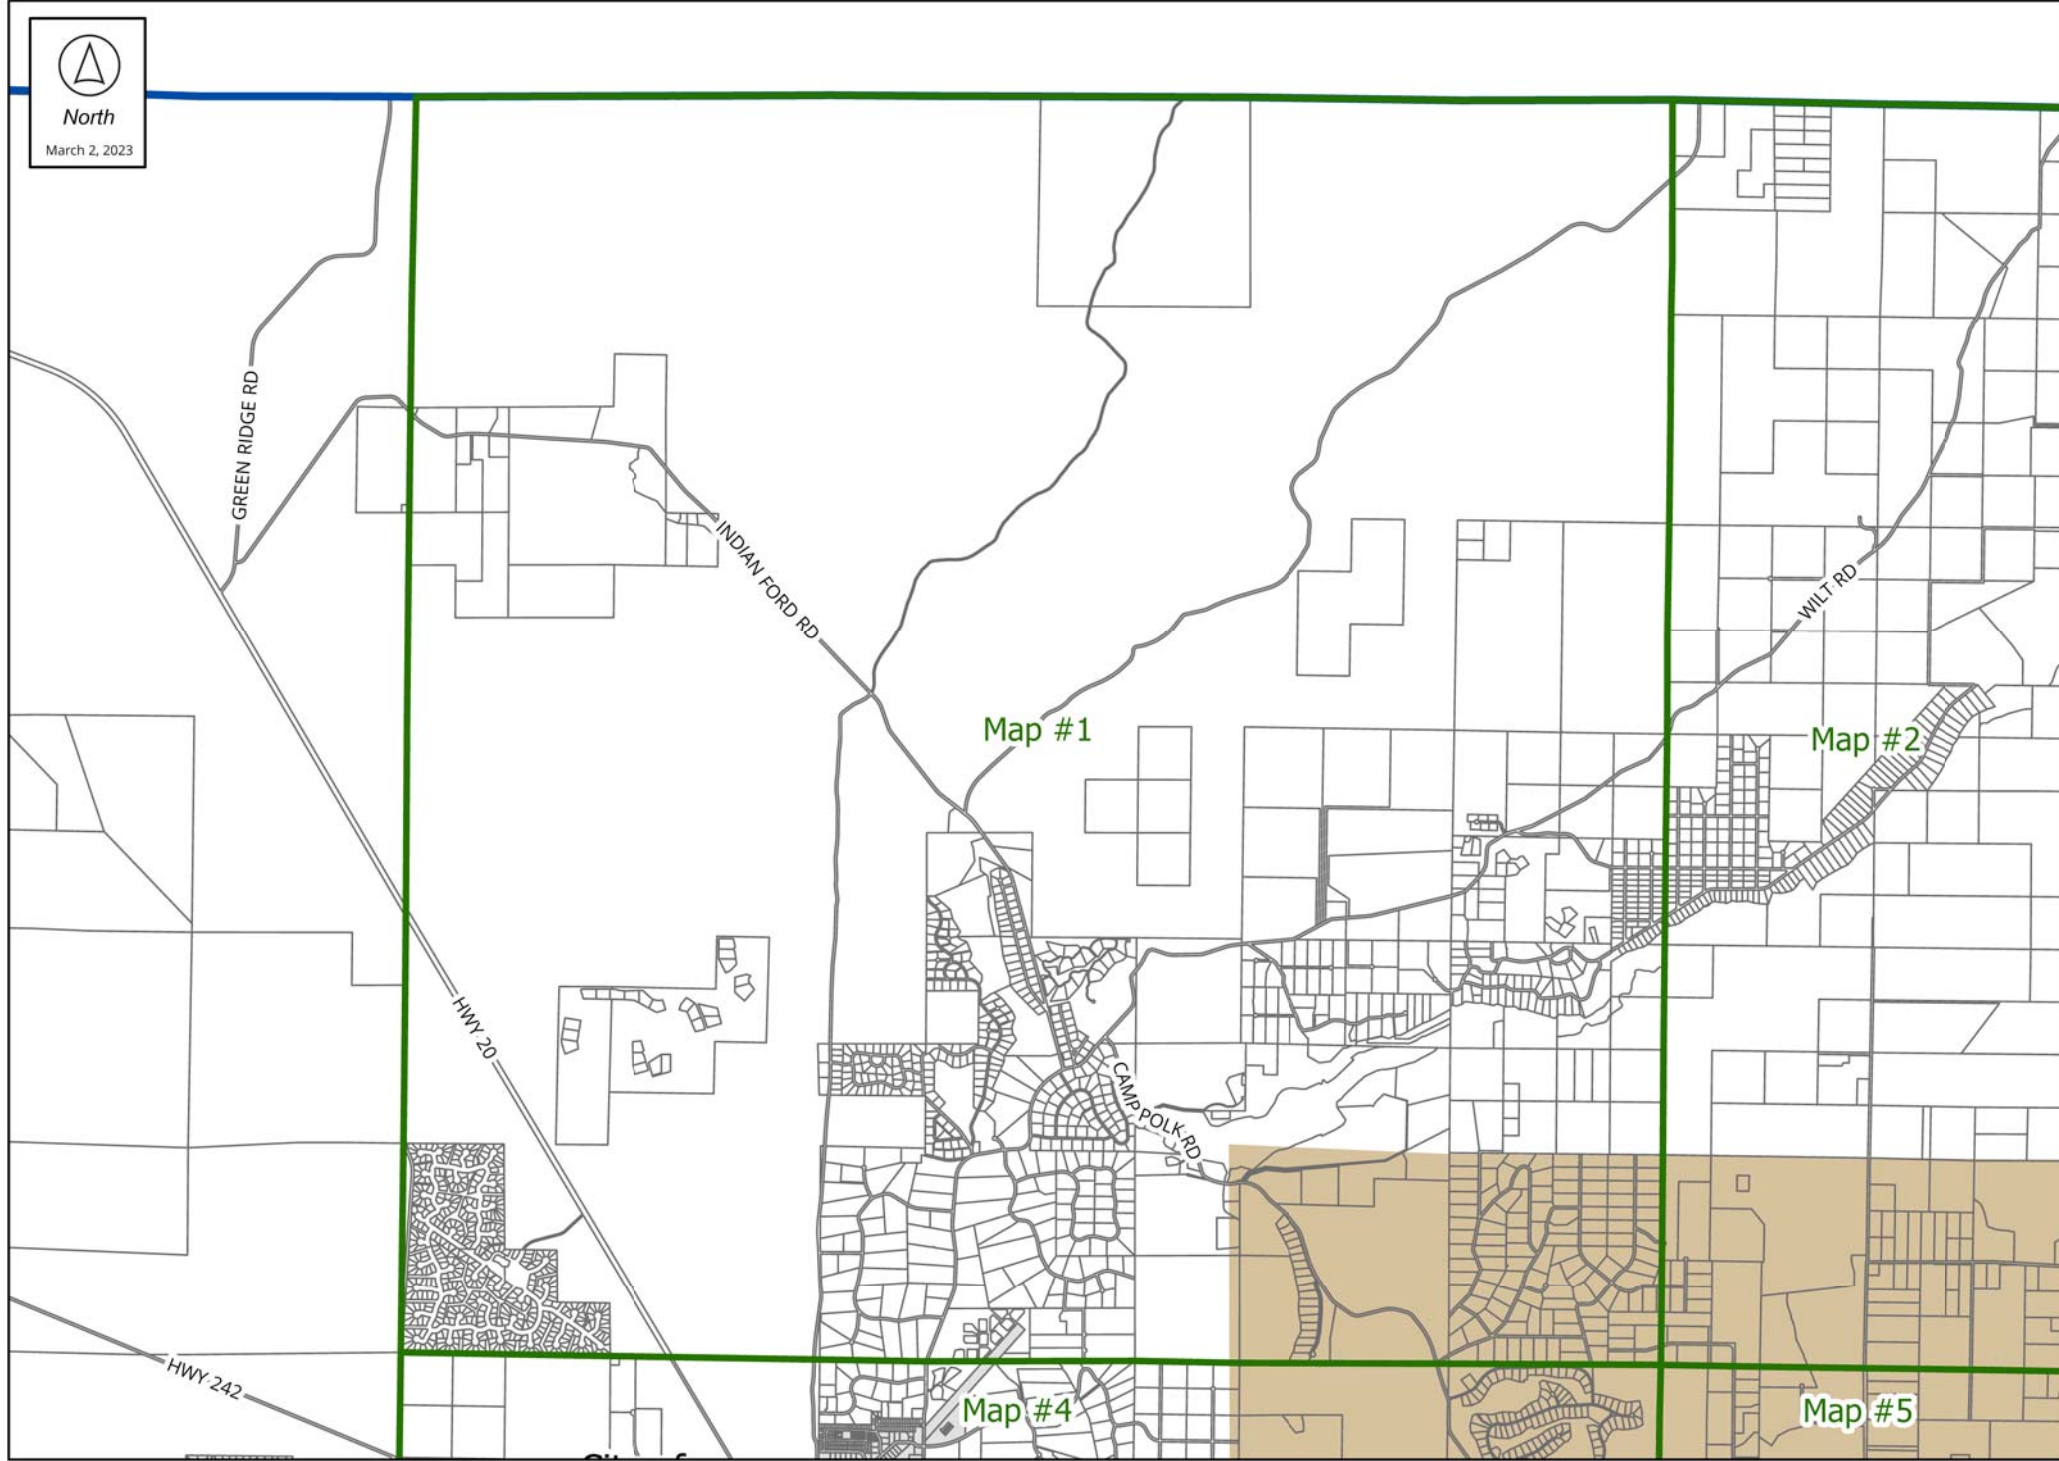 North
March 2, 2023
GREEN RIDGE RD
INDIAN FORD RD
WILT RD
Map #1
Map #2
HWY 20
CAMP POLK RD
HWY 242
Map #4
Map #5